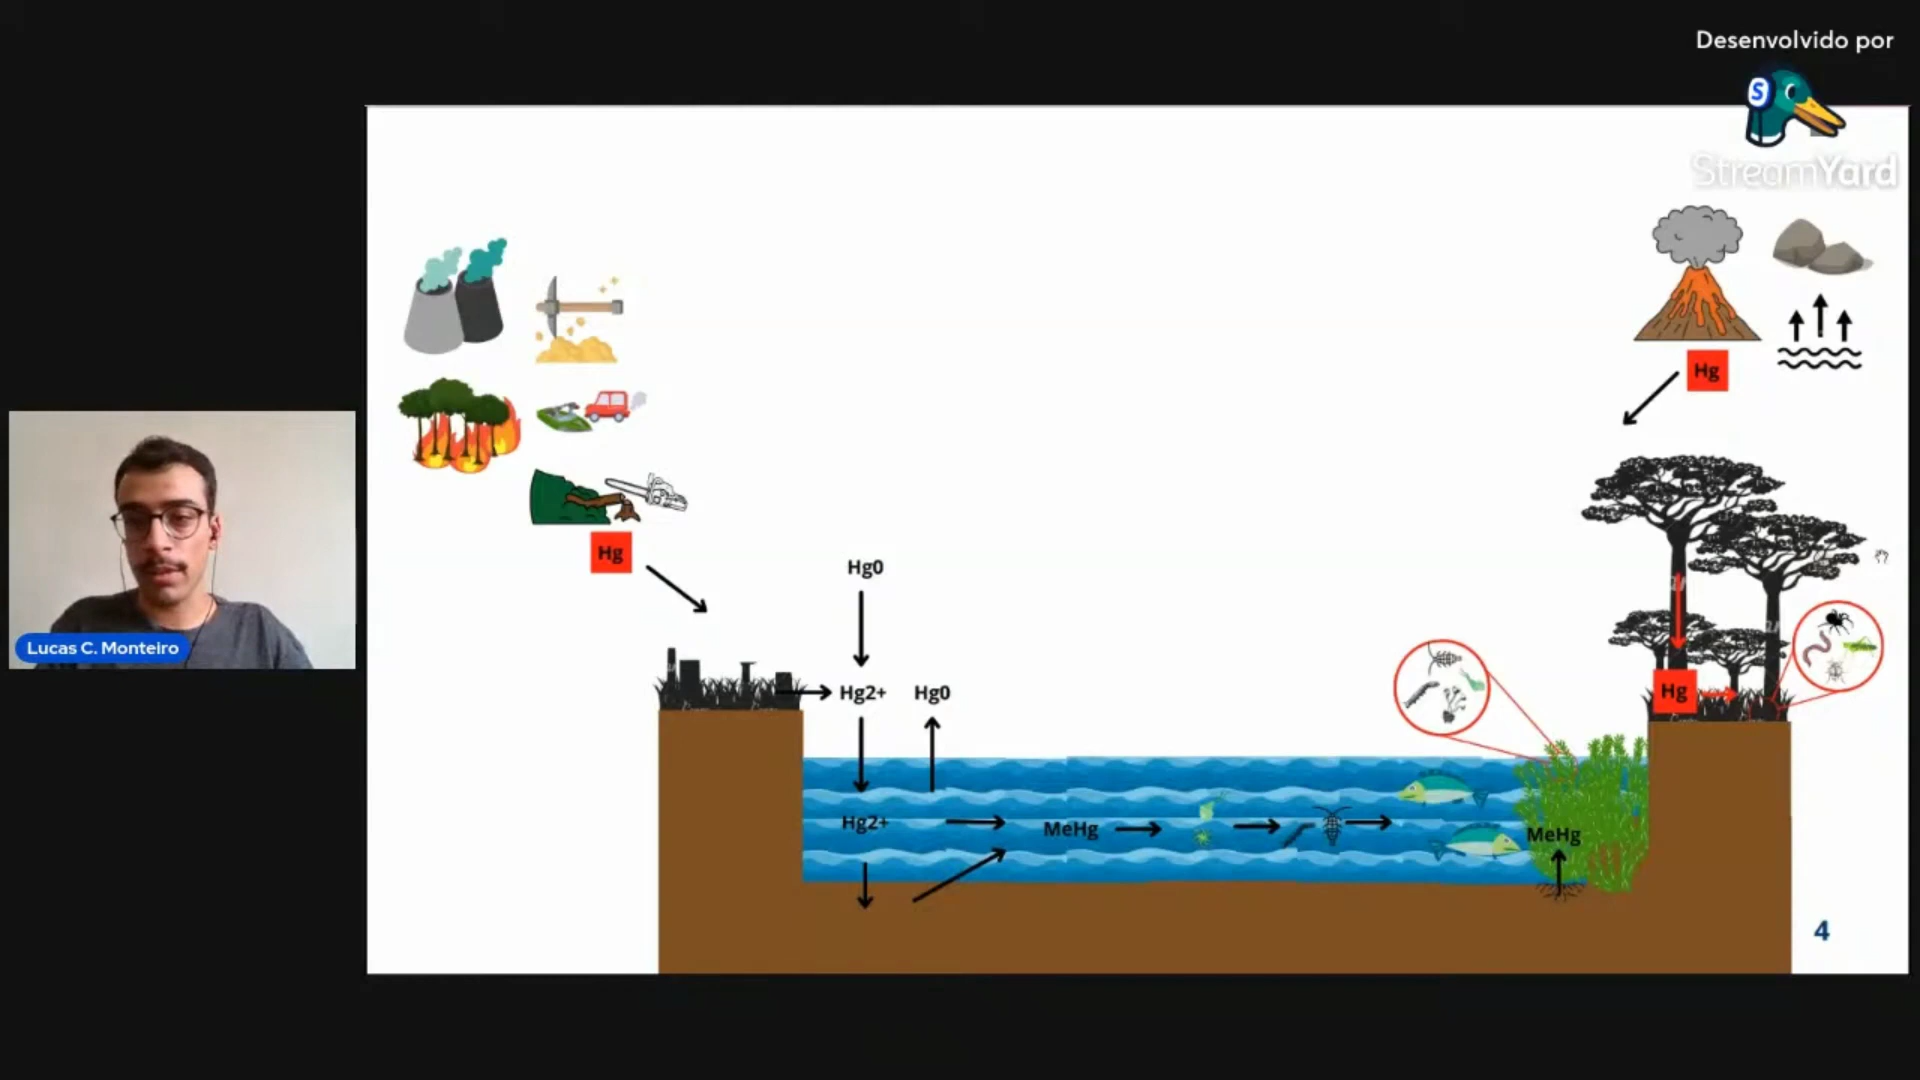 Desenvolvido por
S
StreamYard
Hg
Hg
Hg0
Lucas C. Monteiro
Hg2+
Hg0
Hg
Hg2+
MeHg
MeHg
4